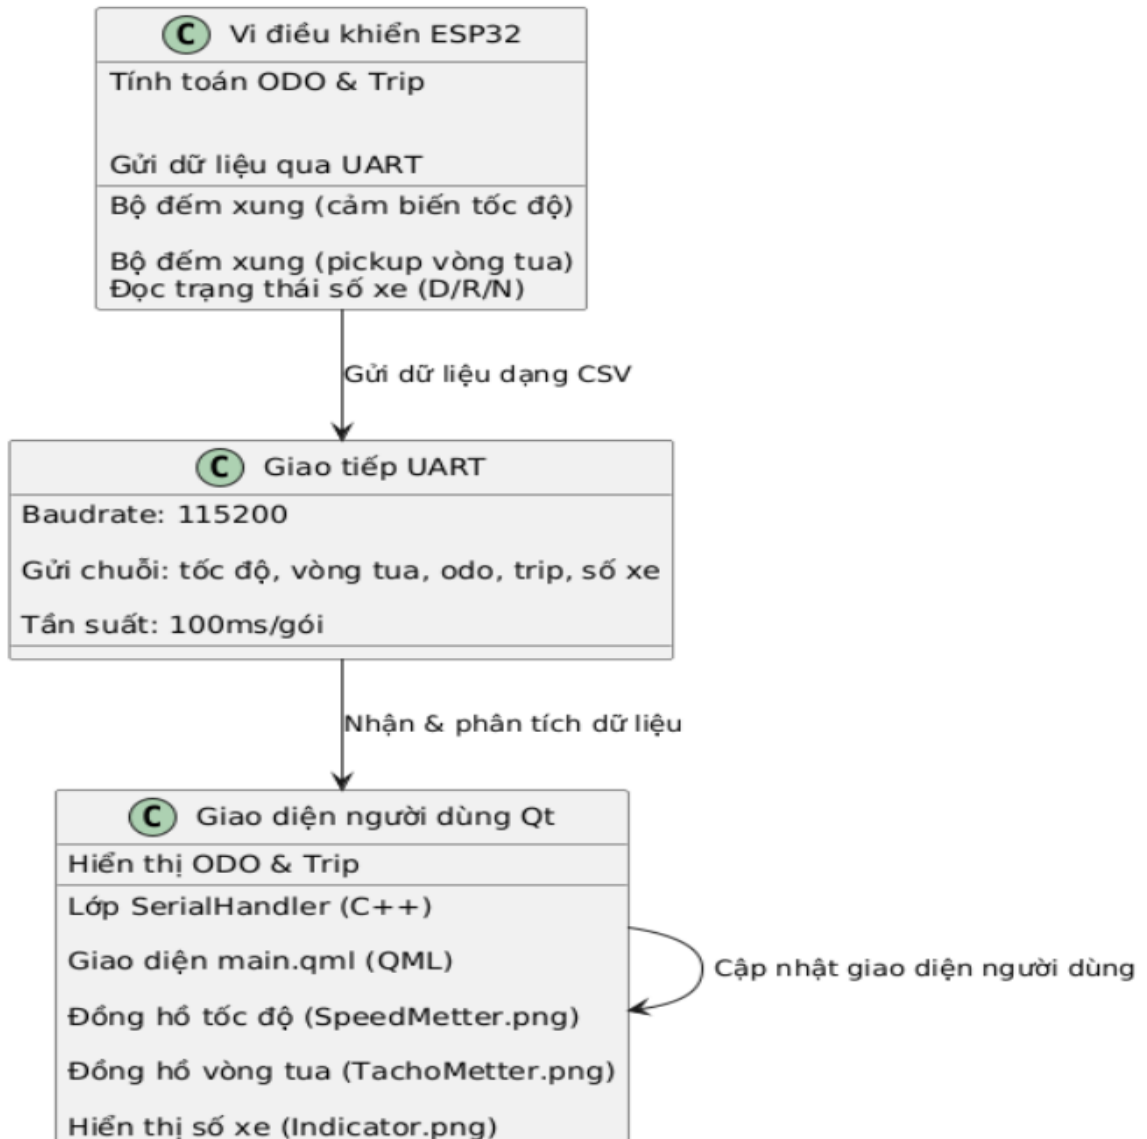 C Vi điều khiển ESP32
Tính toán ODO & Trip
Gửi dữ liệu qua UART
Bộ đếm xung (cảm biến tốc độ)
Bộ đếm xung (pickup vòng tua)
Đọc trạng thái số xe (D/R/N)
Gửi dữ liệu dạng CSV
C Giao tiếp UART
Baudrate: 115200
Gửi chuỗi: tốc độ, vòng tua, odo, trip, số xe
Tần suất: 100ms/gói
Nhận & phân tích dữ liệu
C Giao diện người dùng Qt
Hiển thị ODO & Trip
Lớp SerialHandler (C++)
Giao diện main.qml (QML)
Cập nhật giao diện người dùng
Đồng hồ tốc độ (SpeedMetter.png)
Đồng hồ vòng tua (TachoMetter.png)
Hiển thị số xe (Indicator.png)